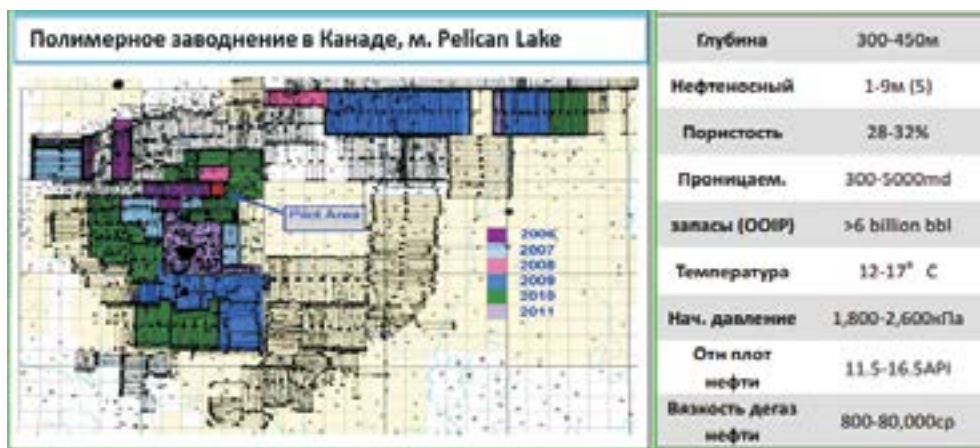 Полимерное заводнение в Канаде, м. Pelican Lake
Pilot Area
2006
2007
2008
2009
2010
2011
Глубина 300-450м
Нефтеносный 1-9м (5)
Пористость 28-32%
Проницаем. 300-5000md
запасы (OOIP) >6 billion bbl
Температура 12-17° C
Нач. давление 1,800-2,600кПа
Отн плот
нефти 11.5-16.5API
Вязкость дегаз
нефти 800-80,000cp